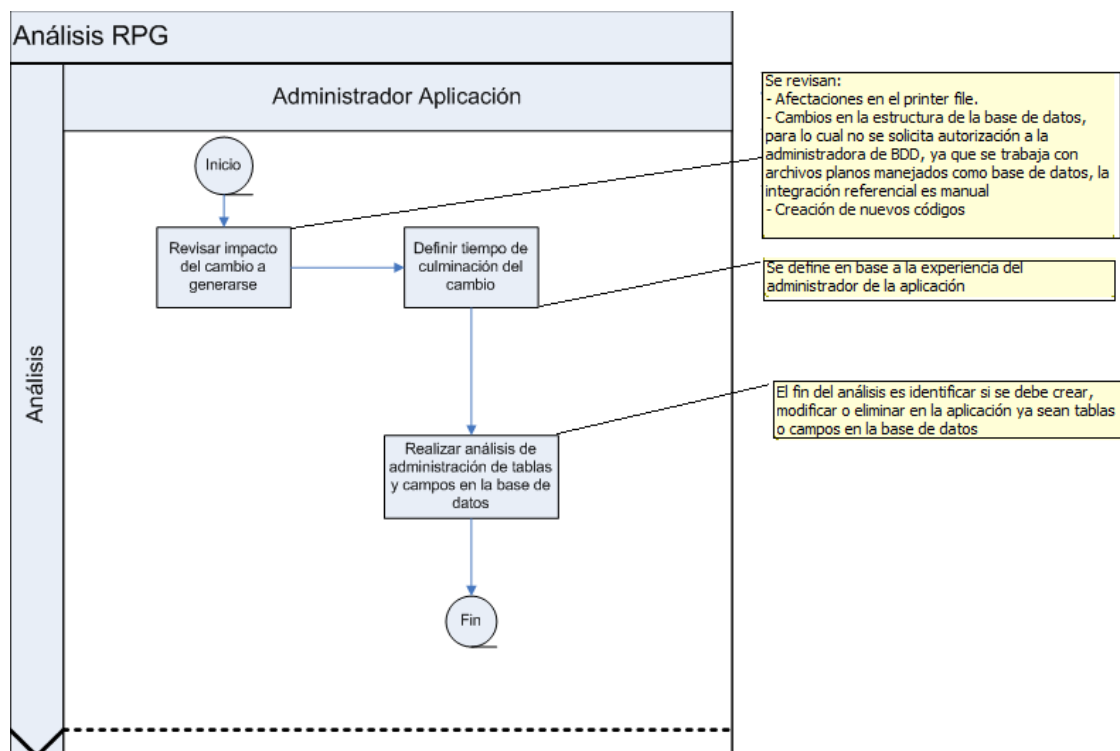 Análisis RPG
Administrador Aplicación
Análisis
Inicio
Revisar impacto
del cambio a
generarse
Definir tiempo de
culminación del
cambio
Realizar análisis de
administración de tablas
y campos en la base de
datos
Fin
Se revisan:
- Afectaciones en el printer file.
- Cambios en la estructura de la base de datos,
para lo cual no se solicita autorización a la
administradora de BDD, ya que se trabaja con
archivos planos manejados como base de datos, la
integración referencial es manual
- Creación de nuevos códigos
Se define en base a la experiencia del
administrador de la aplicación
El fin del análisis es identificar si se debe crear,
modificar o eliminar en la aplicación ya sean tablas
o campos en la base de datos